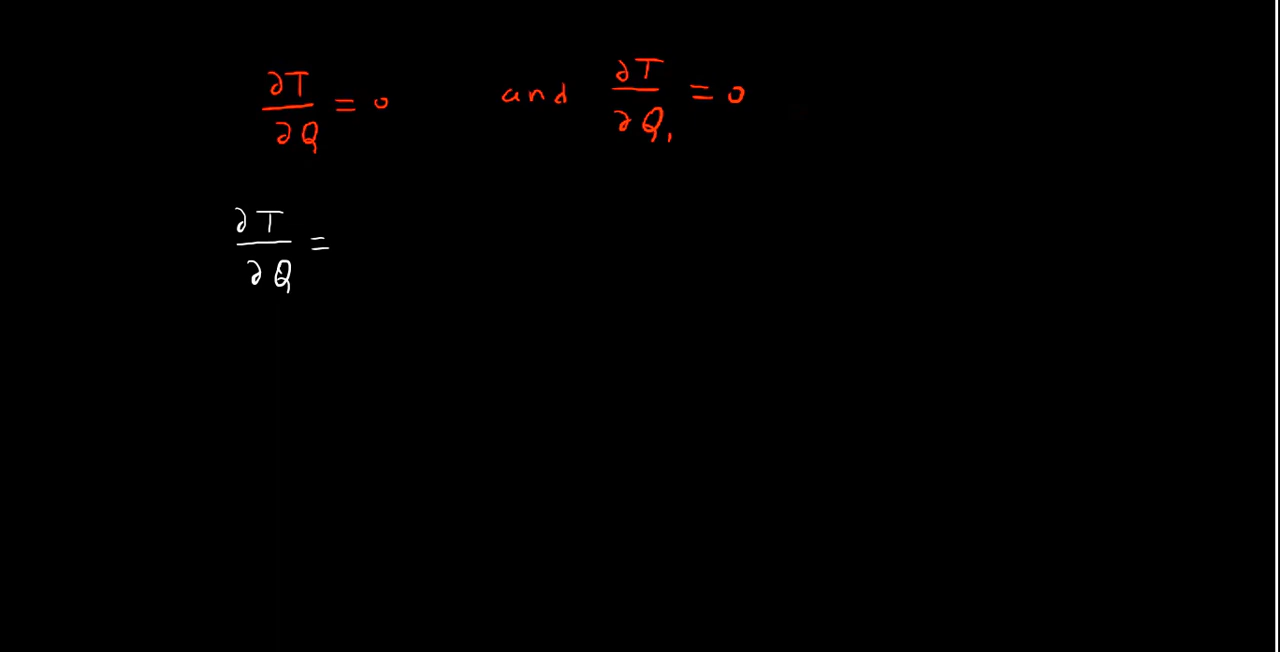 ∂T/∂Q = 0 and ∂T/∂Q₁ = 0
∂T/∂Q =